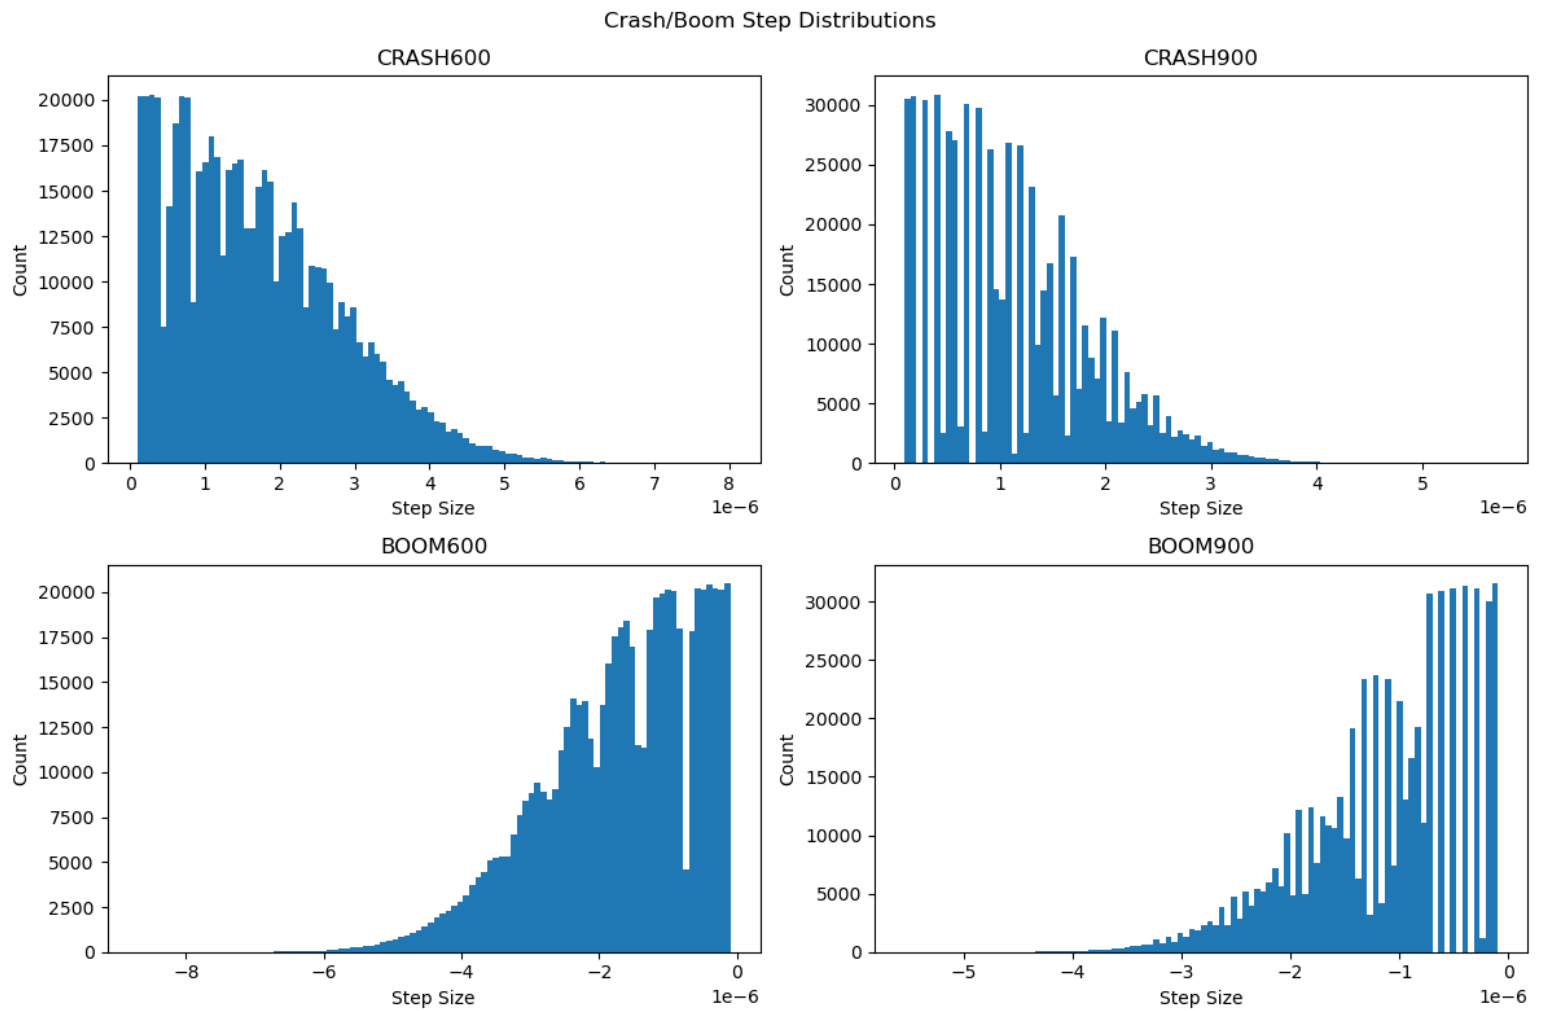 Crash/Boom Step Distributions
CRASH600
20000
17500
15000
12500
10000
7500
5000
2500
0
Count
0 1 2 3 4 5 6 7 8
Step Size
1e−6
CRASH900
30000
25000
20000
15000
10000
5000
0
Count
0 1 2 3 4 5
Step Size
1e−6
BOOM600
20000
17500
15000
12500
10000
7500
5000
2500
0
Count
−8 −6 −4 −2 0
Step Size
1e−6
BOOM900
30000
25000
20000
15000
10000
5000
0
Count
−5 −4 −3 −2 −1 0
Step Size
1e−6